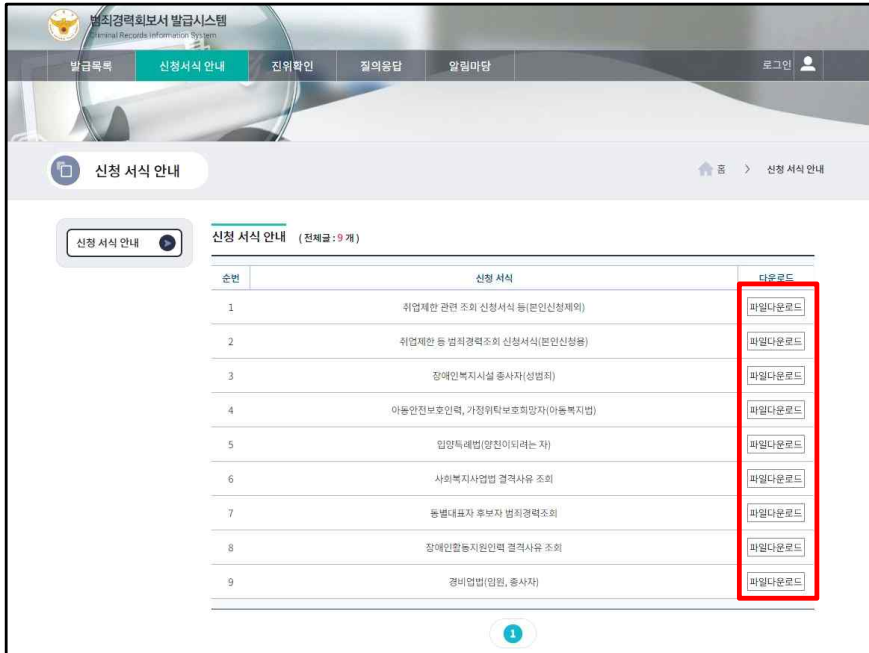 범죄경력회보서 발급시스템
Criminal Records Information System
발급목록 신청서식 안내 진위확인 질의응답 알림마당 로그인
신청 서식 안내
홈 > 신청 서식 안내
신청 서식 안내
신청 서식 안내 (전체글 : 9 개)
순번 신청 서식 다운로드
1 취업제한 관련 조회 신청서식 등(본인신청제외) 파일다운로드
2 취업제한 등 범죄경력조회 신청서식(본인신청용) 파일다운로드
3 장애인복지시설 종사자(성범죄) 파일다운로드
4 아동안전보호인력, 가정위탁보호희망자(아동복지법) 파일다운로드
5 입양특례법(양친이되려는 자) 파일다운로드
6 사회복지사업법 결격사유 조회 파일다운로드
7 동별대표자 후보자 범죄경력조회 파일다운로드
8 장애인활동지원인력 결격사유 조회 파일다운로드
9 경비업법(임원, 종사자) 파일다운로드
1